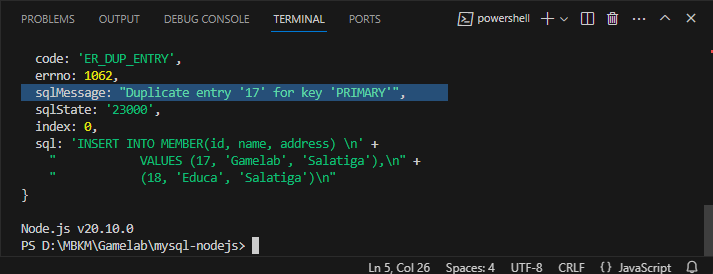 PROBLEMS OUTPUT DEBUG CONSOLE TERMINAL PORTS powershell
code: 'ER_DUP_ENTRY',
errno: 1062,
sqlMessage: "Duplicate entry '17' for key 'PRIMARY'",
sqlState: '23000',
index: 0,
sql: 'INSERT INTO MEMBER(id, name, address) \n' +
"            VALUES (17, 'Gamelab', 'Salatiga'),\n" +
"            (18, 'Educa', 'Salatiga')\n"
}
Node.js v20.10.0
PS D:\MBKM\Gamelab\mysql-nodejs>
Ln 5, Col 26 Spaces: 4 UTF-8 CRLF {} JavaScript